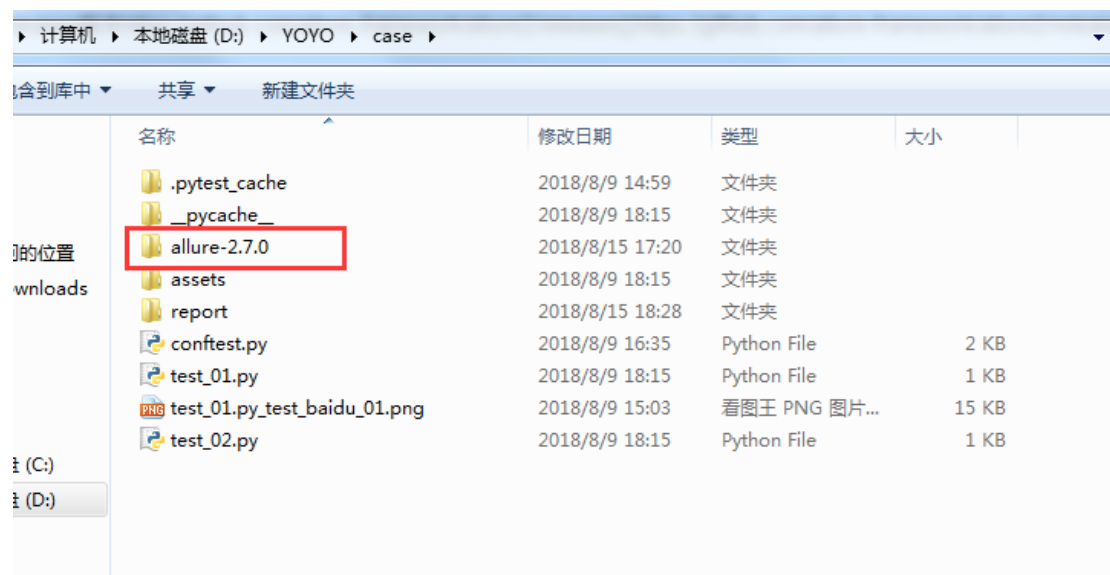 计算机 本地磁盘 (D:) YOYO case
含到库中 共享 新建文件夹
名称 修改日期 类型 大小
.pytest_cache 2018/8/9 14:59 文件夹
__pycache__ 2018/8/9 18:15 文件夹
allure-2.7.0 2018/8/15 17:20 文件夹
的位置
assets 2018/8/9 18:15 文件夹
wnloads
report 2018/8/15 18:28 文件夹
conftest.py 2018/8/9 16:35 Python File 2 KB
test_01.py 2018/8/9 18:15 Python File 1 KB
PNG test_01.py_test_baidu_01.png 2018/8/9 15:03 看图王 PNG 图片... 15 KB
test_02.py 2018/8/9 18:15 Python File 1 KB
(C:)
(D:)